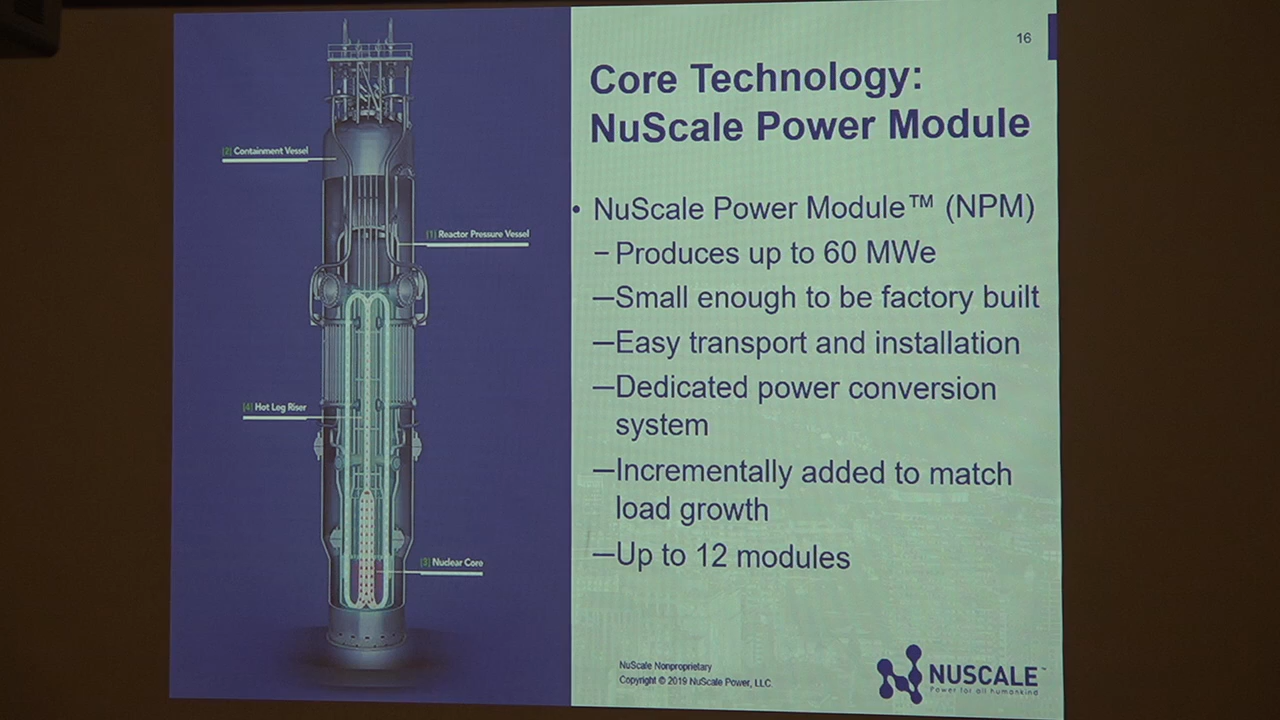 16
Core Technology:
NuScale Power Module
[2] Containment Vessel
[1] Reactor Pressure Vessel
[4] Hot Leg Riser
[3] Nuclear Core
• NuScale Power Module™ (NPM)
– Produces up to 60 MWe
–Small enough to be factory built
–Easy transport and installation
–Dedicated power conversion
system
–Incrementally added to match
load growth
–Up to 12 modules
NuScale Nonproprietary
Copyright © 2019 NuScale Power, LLC
NUSCALE™
Power for all humankind